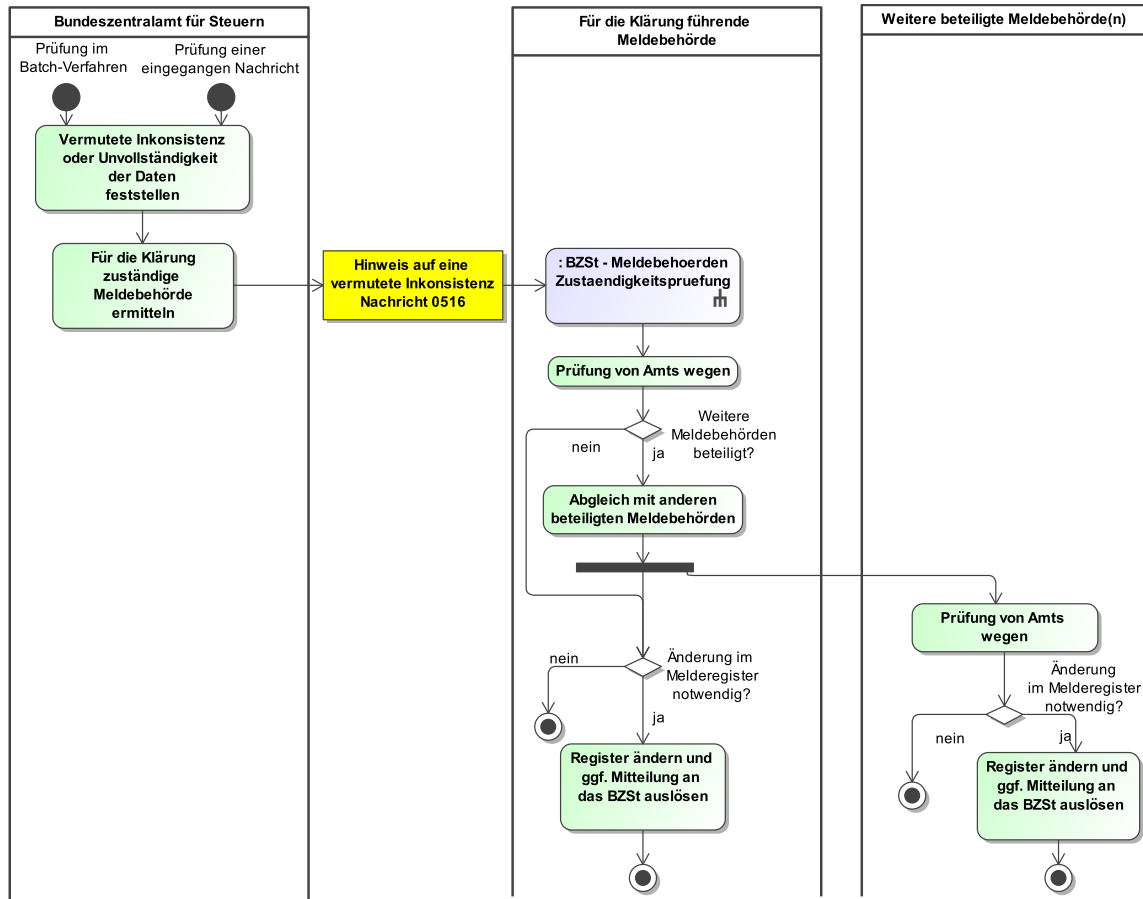 Bundeszentralamt für Steuern
Prüfung im
Batch-Verfahren
Prüfung einer
eingegangen Nachricht
Vermutete Inkonsistenz
oder Unvollständigkeit
der Daten
feststellen
Für die Klärung
zuständige
Meldebehörde
ermitteln
Hinweis auf eine
vermutete Inkonsistenz
Nachricht 0516
Für die Klärung führende
Meldebehörde
: BZSt - Meldebehoerden
Zustaendigkeitspruefung
Prüfung von Amts wegen
Weitere
Meldebehörden
beteiligt?
nein
ja
Abgleich mit anderen
beteiligten Meldebehörden
Änderung im
Melderegister
notwendig?
nein
ja
Register ändern und
ggf. Mitteilung an
das BZSt auslösen
Weitere beteiligte Meldebehörde(n)
Prüfung von Amts
wegen
Änderung
im Melderegister
notwendig?
nein
ja
Register ändern und
ggf. Mitteilung an
das BZSt auslösen